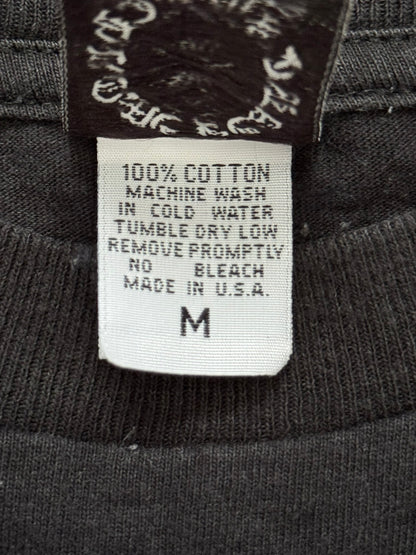 100% COTTON
MACHINE WASH
IN COLD WATER
TUMBLE DRY LOW
REMOVE PROMPTLY
NO BLEACH
MADE IN U.S.A.
M